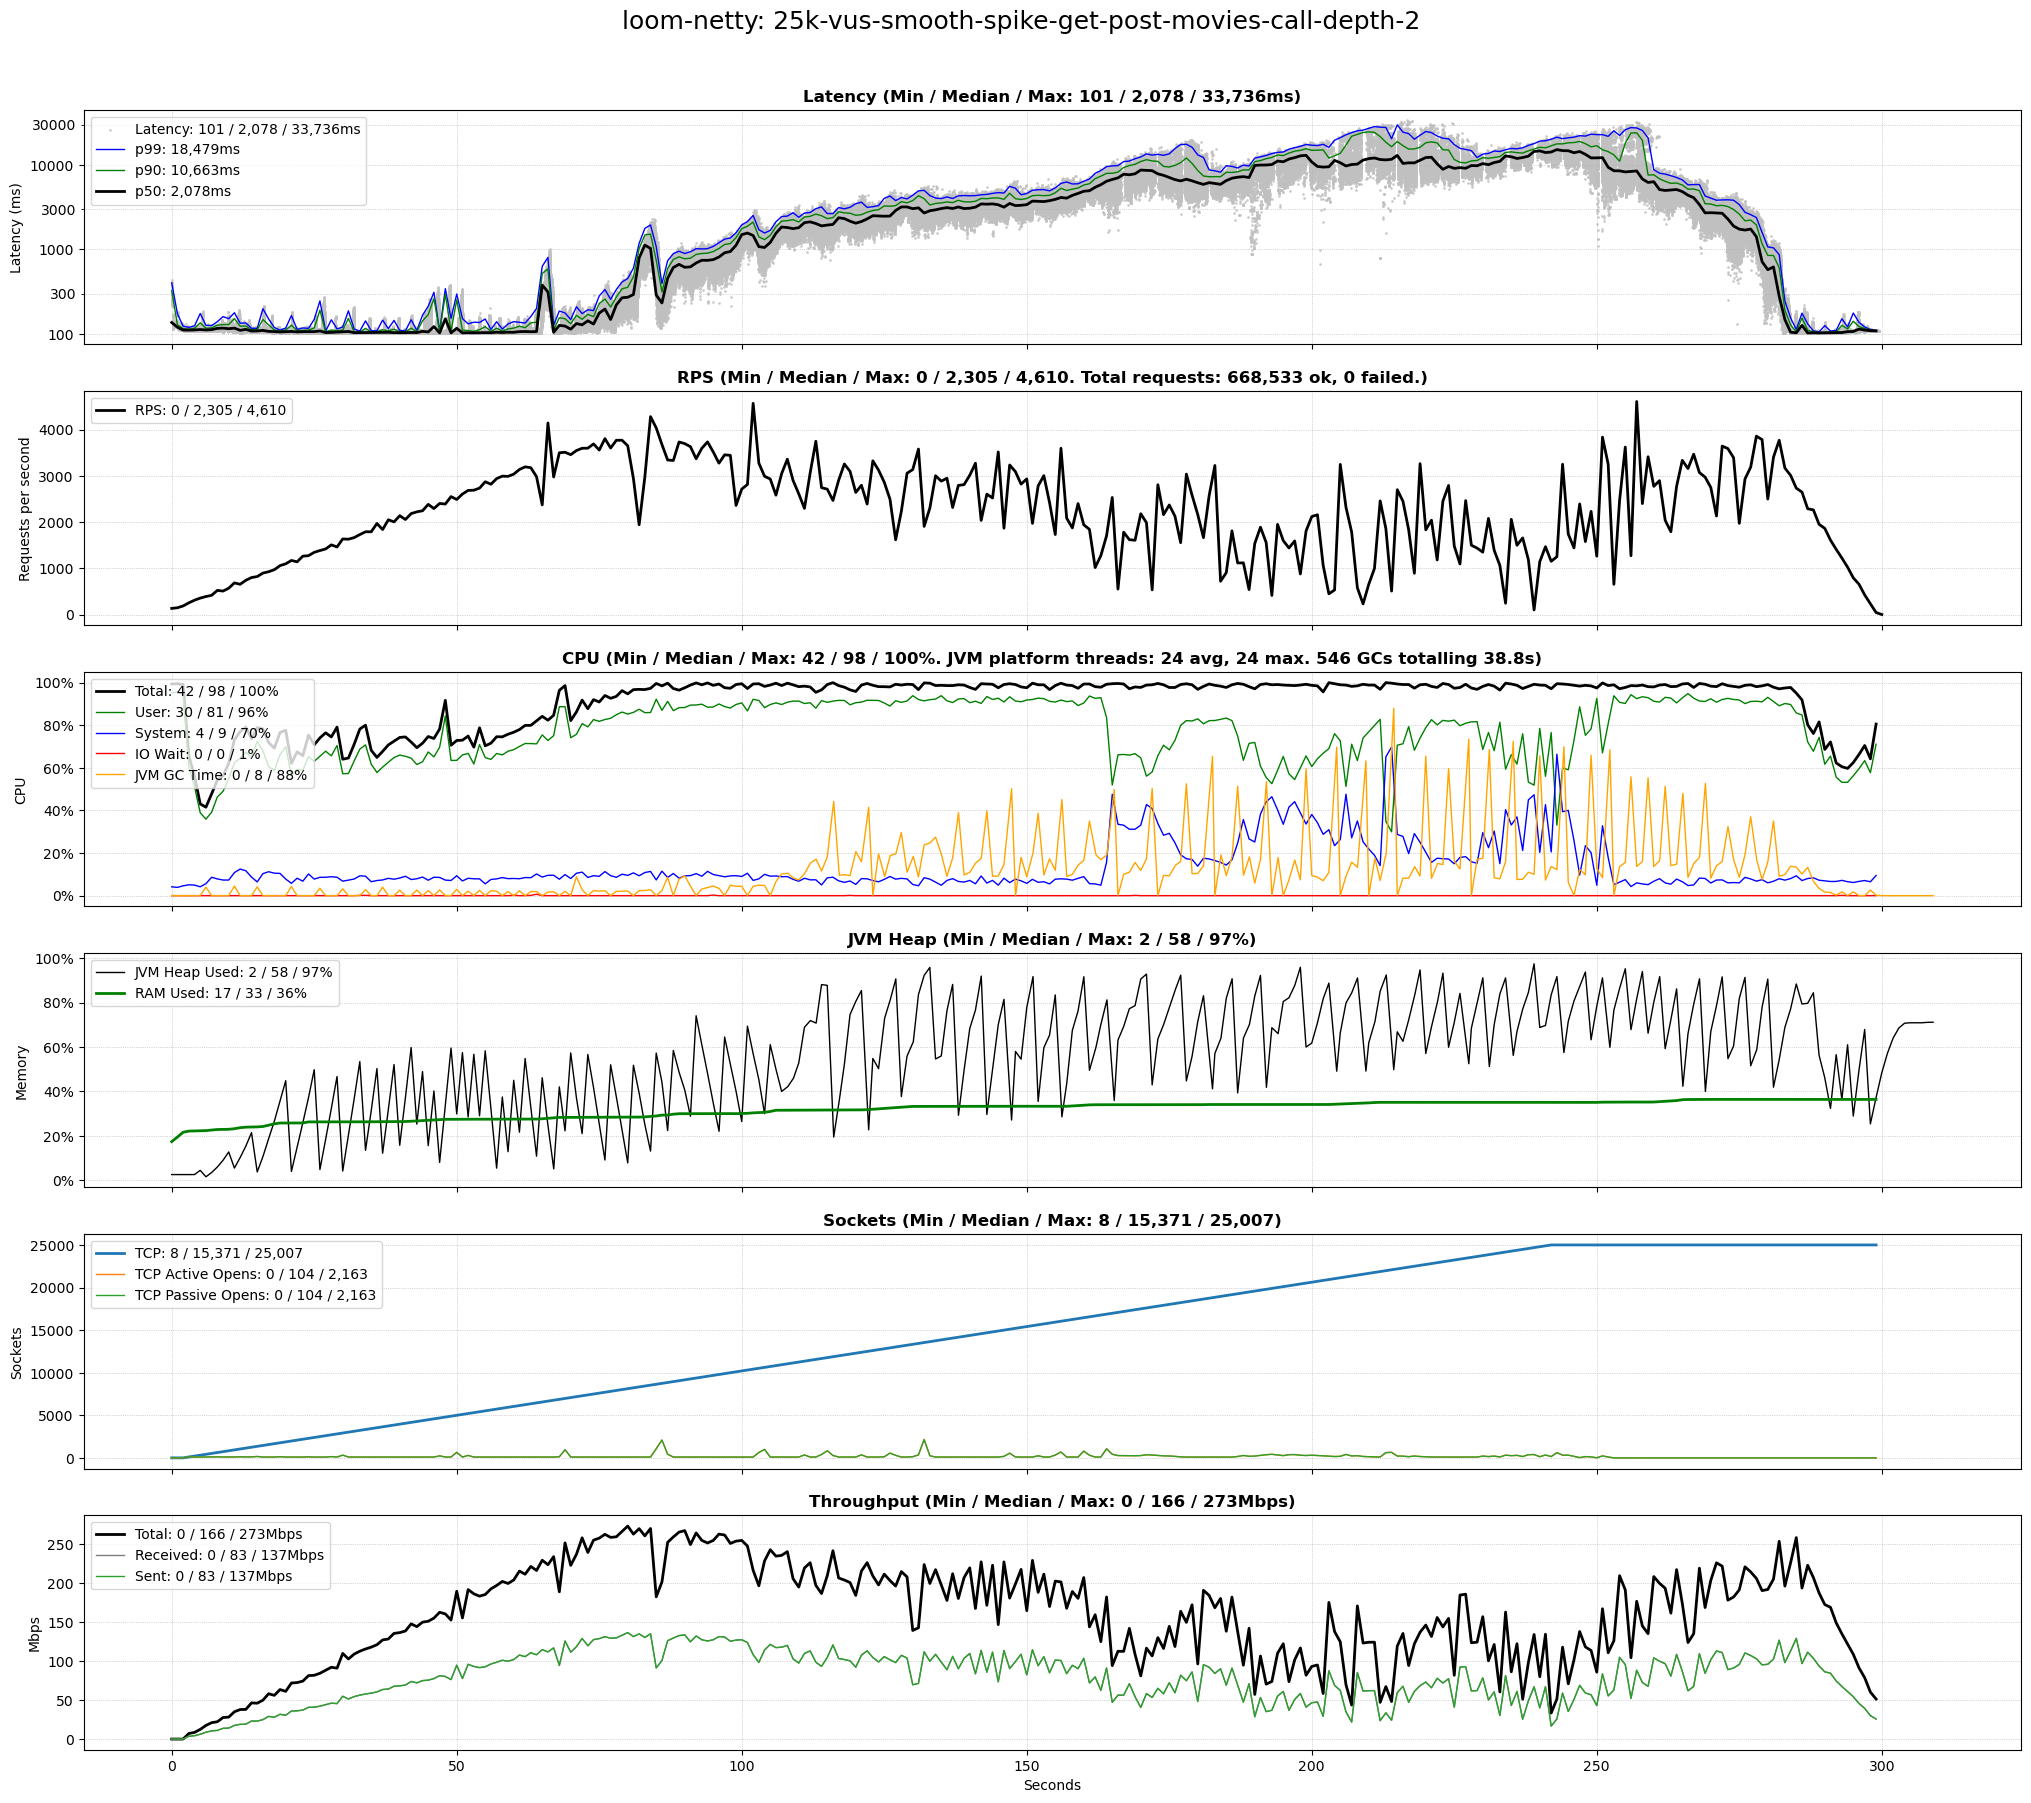 loom-netty: 25k-vus-smooth-spike-get-post-movies-call-depth-2
Latency (Min / Median / Max: 101 / 2,078 / 33,736ms)
Latency (ms)
30000
10000
3000
1000
300
100
Latency: 101 / 2,078 / 33,736ms
p99: 18,479ms
p90: 10,663ms
p50: 2,078ms
RPS (Min / Median / Max: 0 / 2,305 / 4,610. Total requests: 668,533 ok, 0 failed.)
Requests per second
4000
3000
2000
1000
0
RPS: 0 / 2,305 / 4,610
CPU (Min / Median / Max: 42 / 98 / 100%. JVM platform threads: 24 avg, 24 max. 546 GCs totalling 38.8s)
CPU
100%
80%
60%
40%
20%
0%
Total: 42 / 98 / 100%
User: 30 / 81 / 96%
System: 4 / 9 / 70%
IO Wait: 0 / 0 / 1%
JVM GC Time: 0 / 8 / 88%
JVM Heap (Min / Median / Max: 2 / 58 / 97%)
Memory
100%
80%
60%
40%
20%
0%
JVM Heap Used: 2 / 58 / 97%
RAM Used: 17 / 33 / 36%
Sockets (Min / Median / Max: 8 / 15,371 / 25,007)
Sockets
25000
20000
15000
10000
5000
0
TCP: 8 / 15,371 / 25,007
TCP Active Opens: 0 / 104 / 2,163
TCP Passive Opens: 0 / 104 / 2,163
Throughput (Min / Median / Max: 0 / 166 / 273Mbps)
Mbps
250
200
150
100
50
0
Total: 0 / 166 / 273Mbps
Received: 0 / 83 / 137Mbps
Sent: 0 / 83 / 137Mbps
0 50 100 150 200 250 300
Seconds